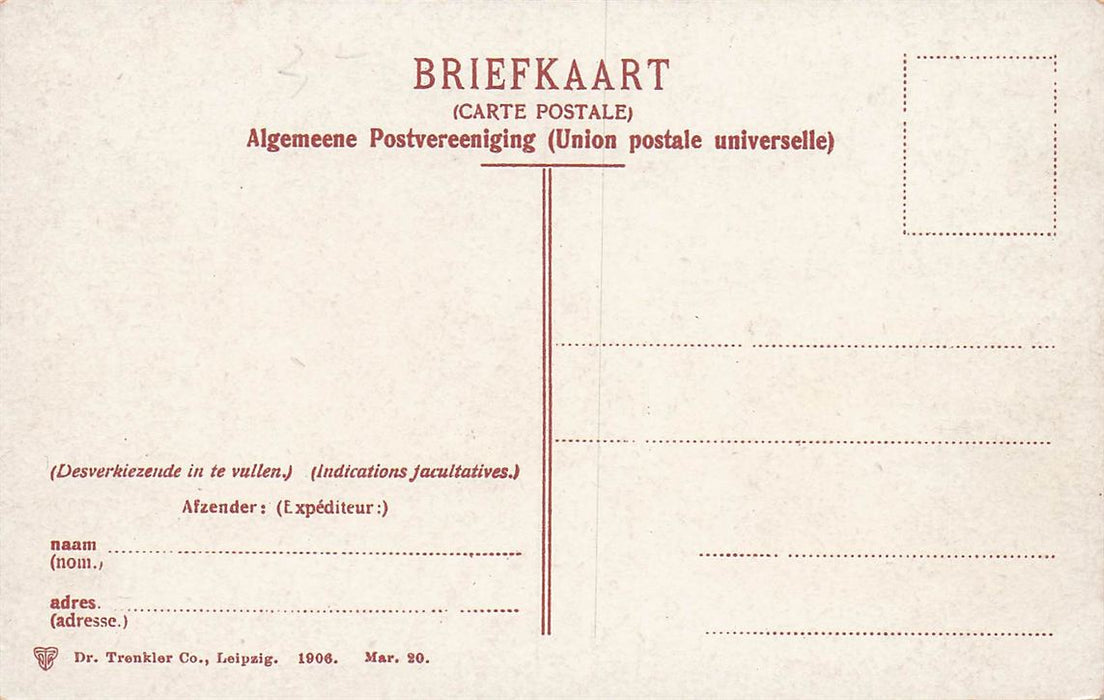 BRIEFKAART
(CARTE POSTALE)
Algemeene Postvereeniging (Union postale universelle)
(Desverkiezende in te vullen.) (Indications facultatives.)
Afzender: (Expéditeur:)
naam
(nom.)
adres.
(adresse.)
Dr. Trenkler Co., Leipzig. 1906. Mar. 20.